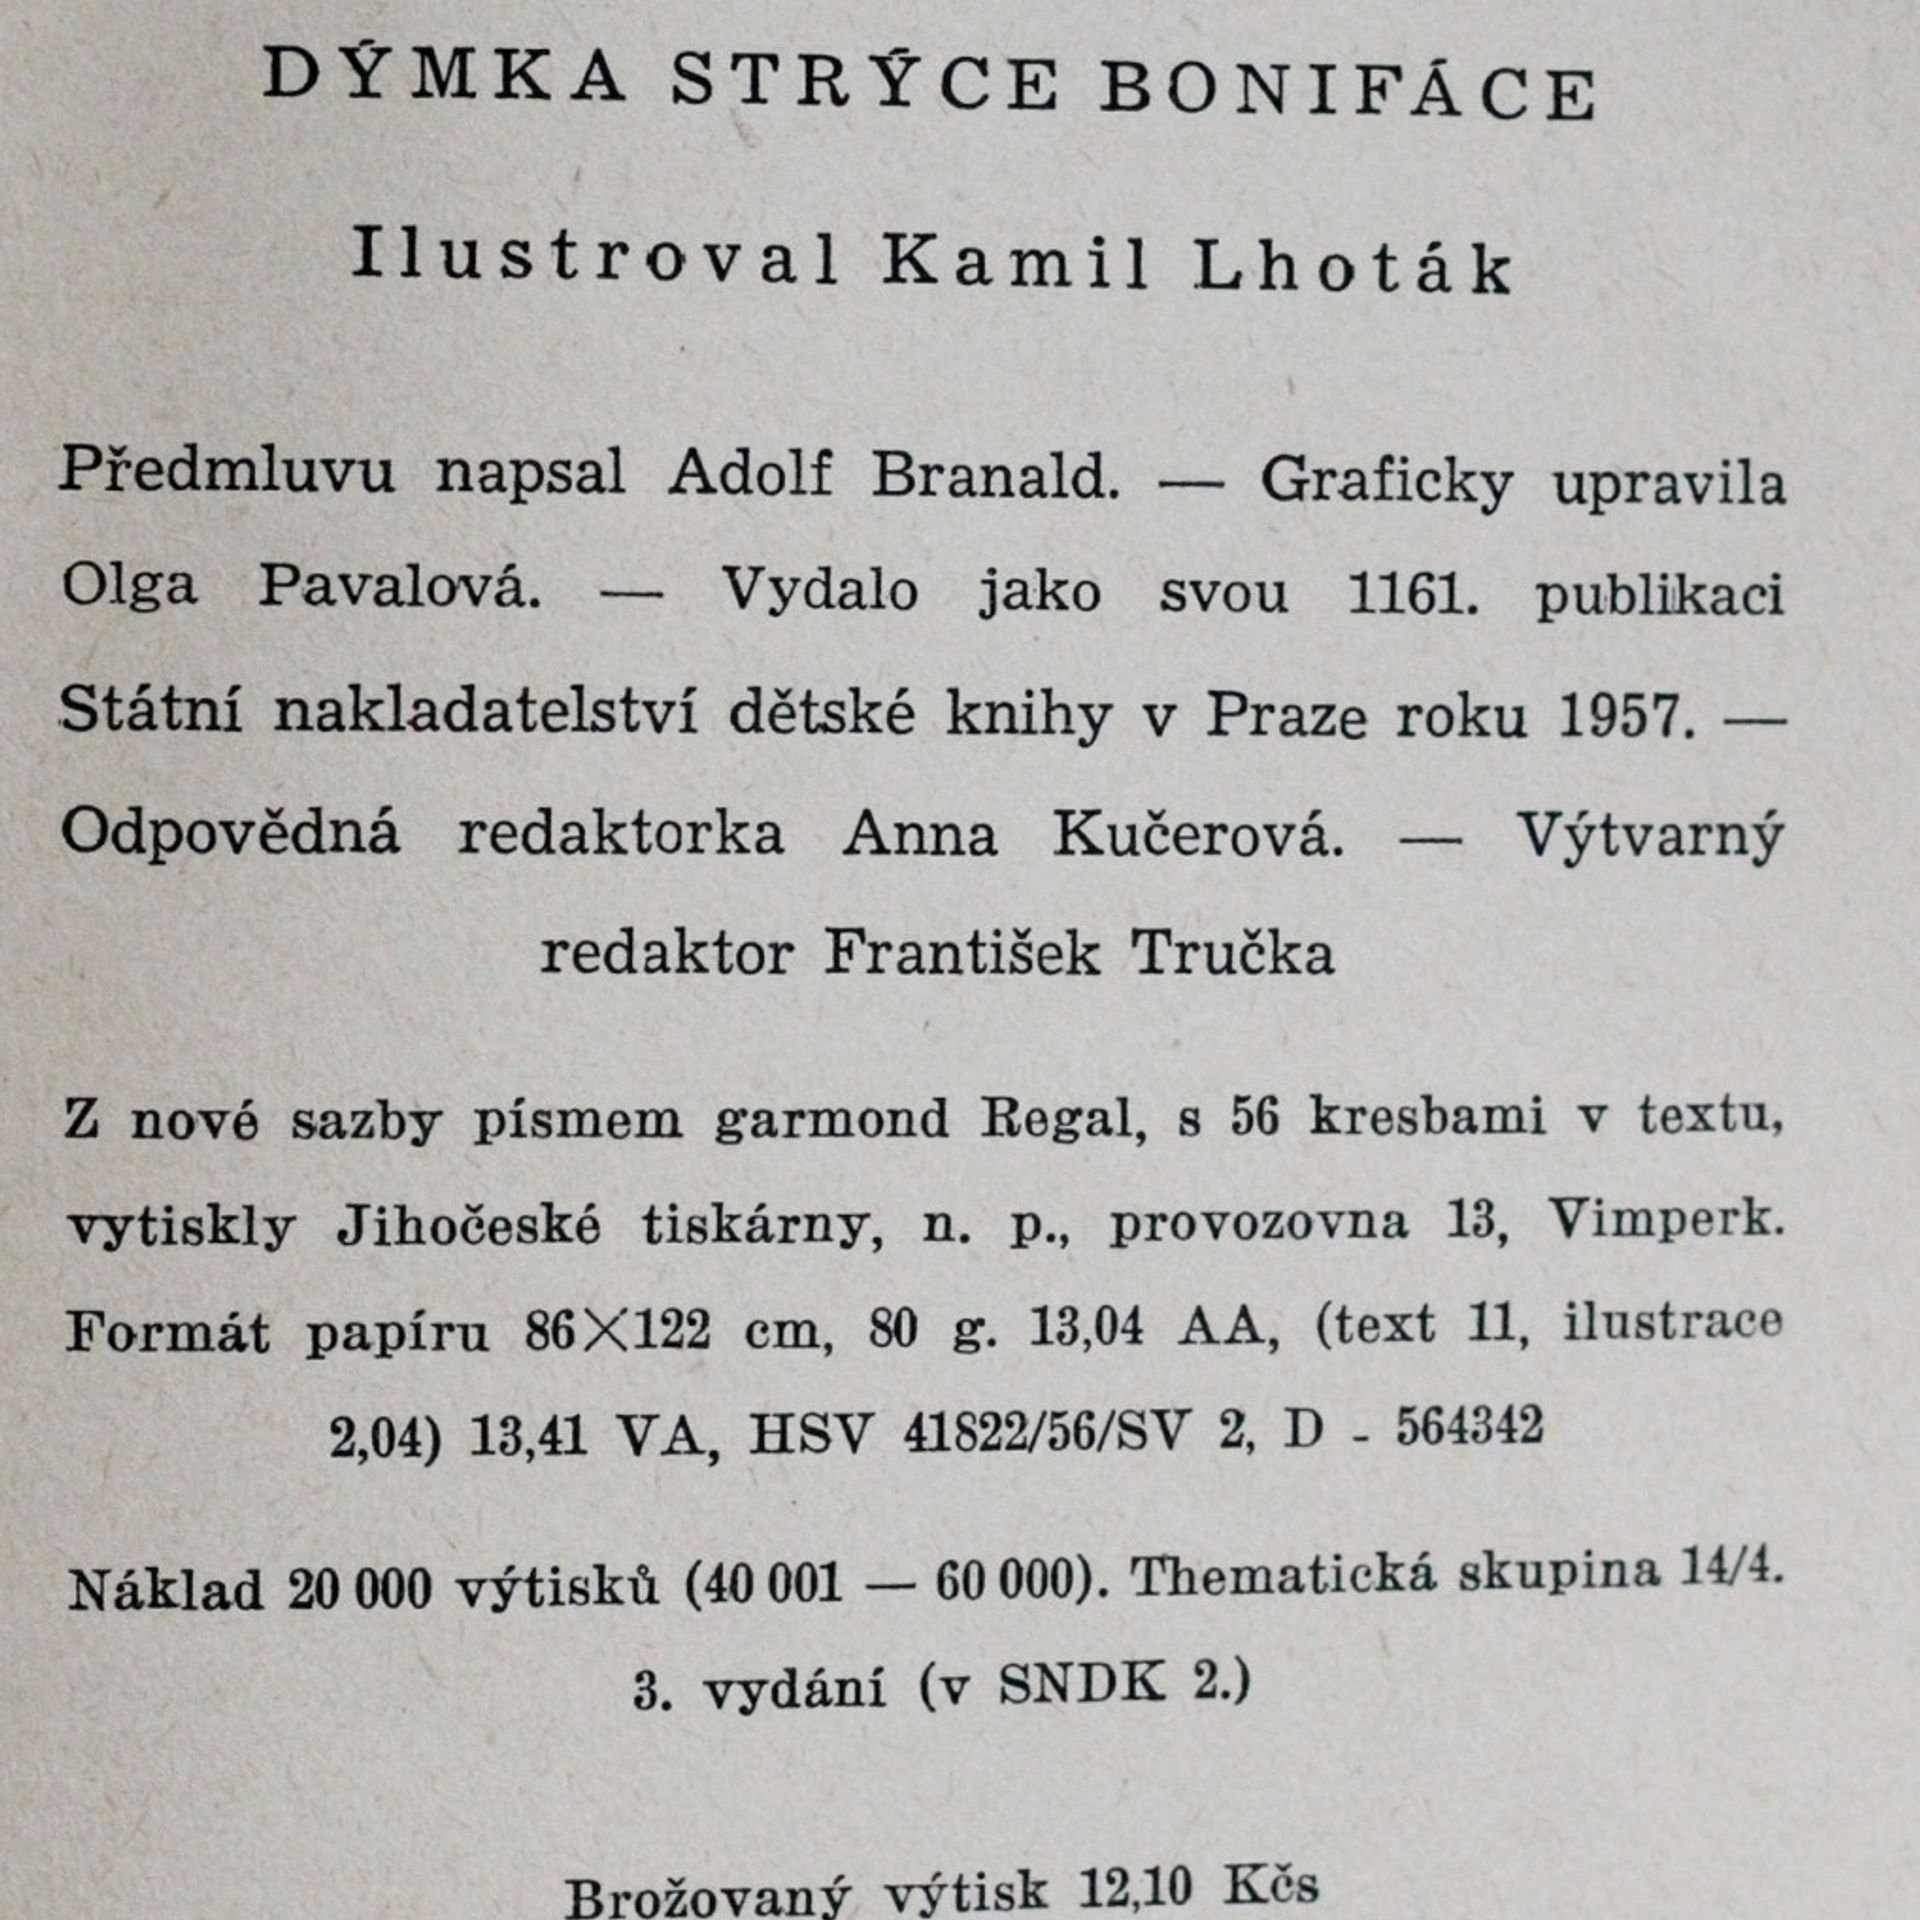 DÝMKA STRÝCE BONIFÁCE
Ilustroval Kamil Lhoták
Předmluvu napsal Adolf Branald. — Graficky upravila
Olga Pavalová. — Vydalo jako svou 1161. publikaci
Státní nakladatelství dětské knihy v Praze roku 1957. —
Odpovědná redaktorka Anna Kučerová. — Výtvarný
redaktor František Tručka
Z nové sazby písmem garmond Regal, s 56 kresbami v textu,
vytiskly Jihočeské tiskárny, n. p., provozovna 13, Vimperk.
Formát papíru 86×122 cm, 80 g. 13,04 AA, (text 11, ilustrace
2,04) 13,41 VA, HSV 41822/56/SV 2, D - 564342
Náklad 20 000 výtisků (40 001 — 60 000). Thematická skupina 14/4.
3. vydání (v SNDK 2.)
Brožovaný výtisk 12,10 Kčs